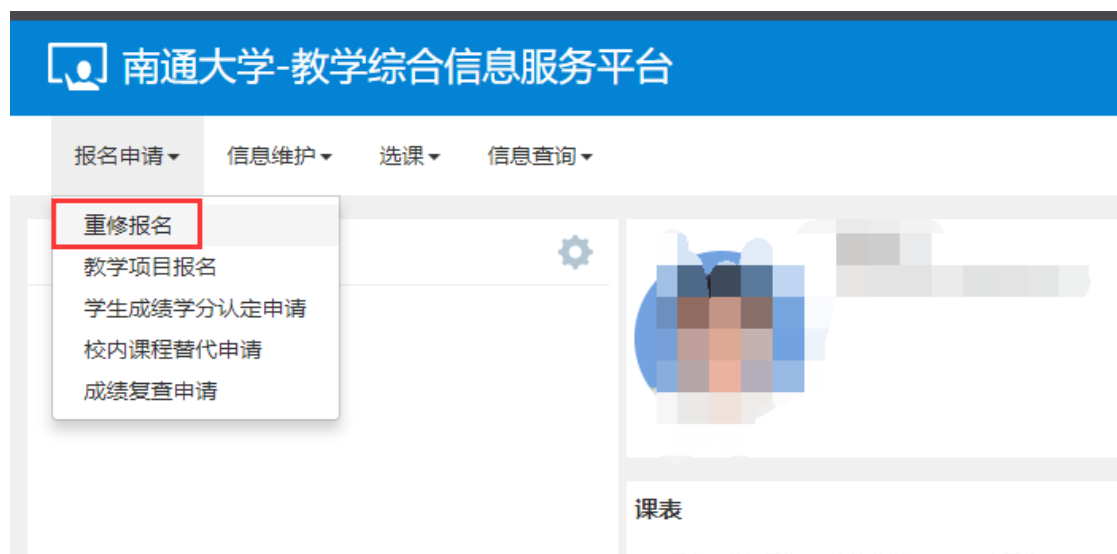 南通大学-教学综合信息服务平台
报名申请 信息维护 选课 信息查询
重修报名
教学项目报名
学生成绩学分认定申请
校内课程替代申请
成绩复查申请
课表